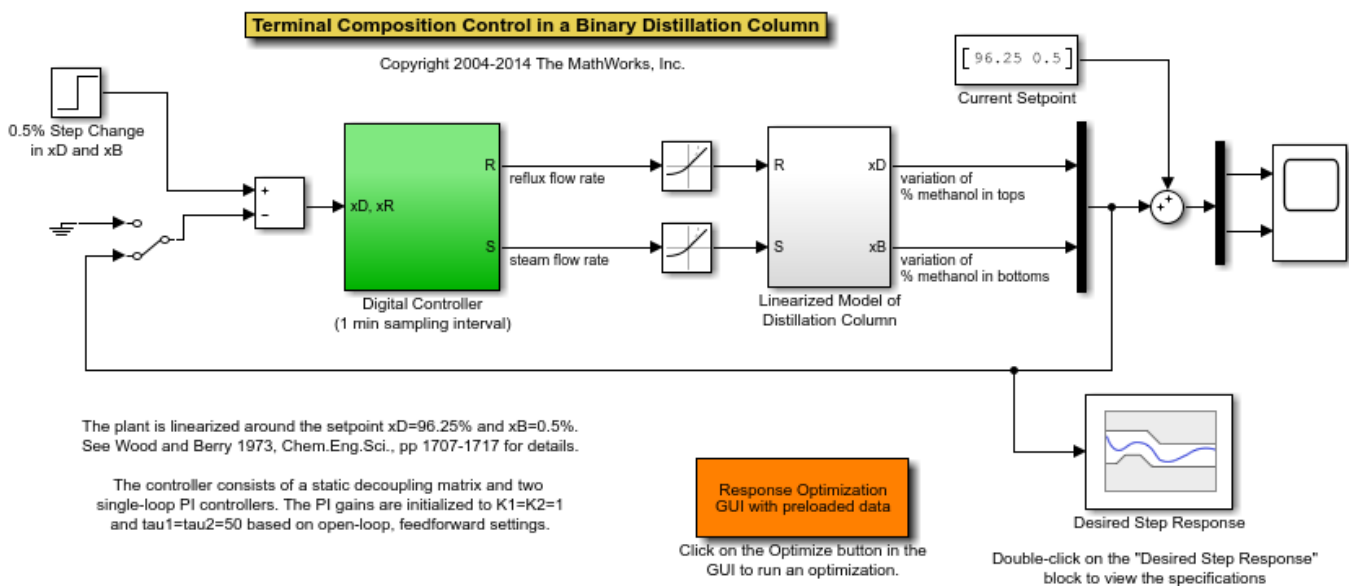 Terminal Composition Control in a Binary Distillation Column
Copyright 2004-2014 The MathWorks, Inc.
[96.25 0.5]
Current Setpoint
0.5% Step Change
in xD and xB
+
−
xD, xR
R
S
Digital Controller
(1 min sampling interval)
reflux flow rate
steam flow rate
R
S
xD
xB
Linearized Model of
Distillation Column
variation of
% methanol in tops
variation of
% methanol in bottoms
+
+
The plant is linearized around the setpoint xD=96.25% and xB=0.5%.
See Wood and Berry 1973, Chem.Eng.Sci., pp 1707-1717 for details.
The controller consists of a static decoupling matrix and two
single-loop PI controllers. The PI gains are initialized to K1=K2=1
and tau1=tau2=50 based on open-loop, feedforward settings.
Response Optimization
GUI with preloaded data
Click on the Optimize button in the
GUI to run an optimization.
Desired Step Response
Double-click on the "Desired Step Response"
block to view the specifications